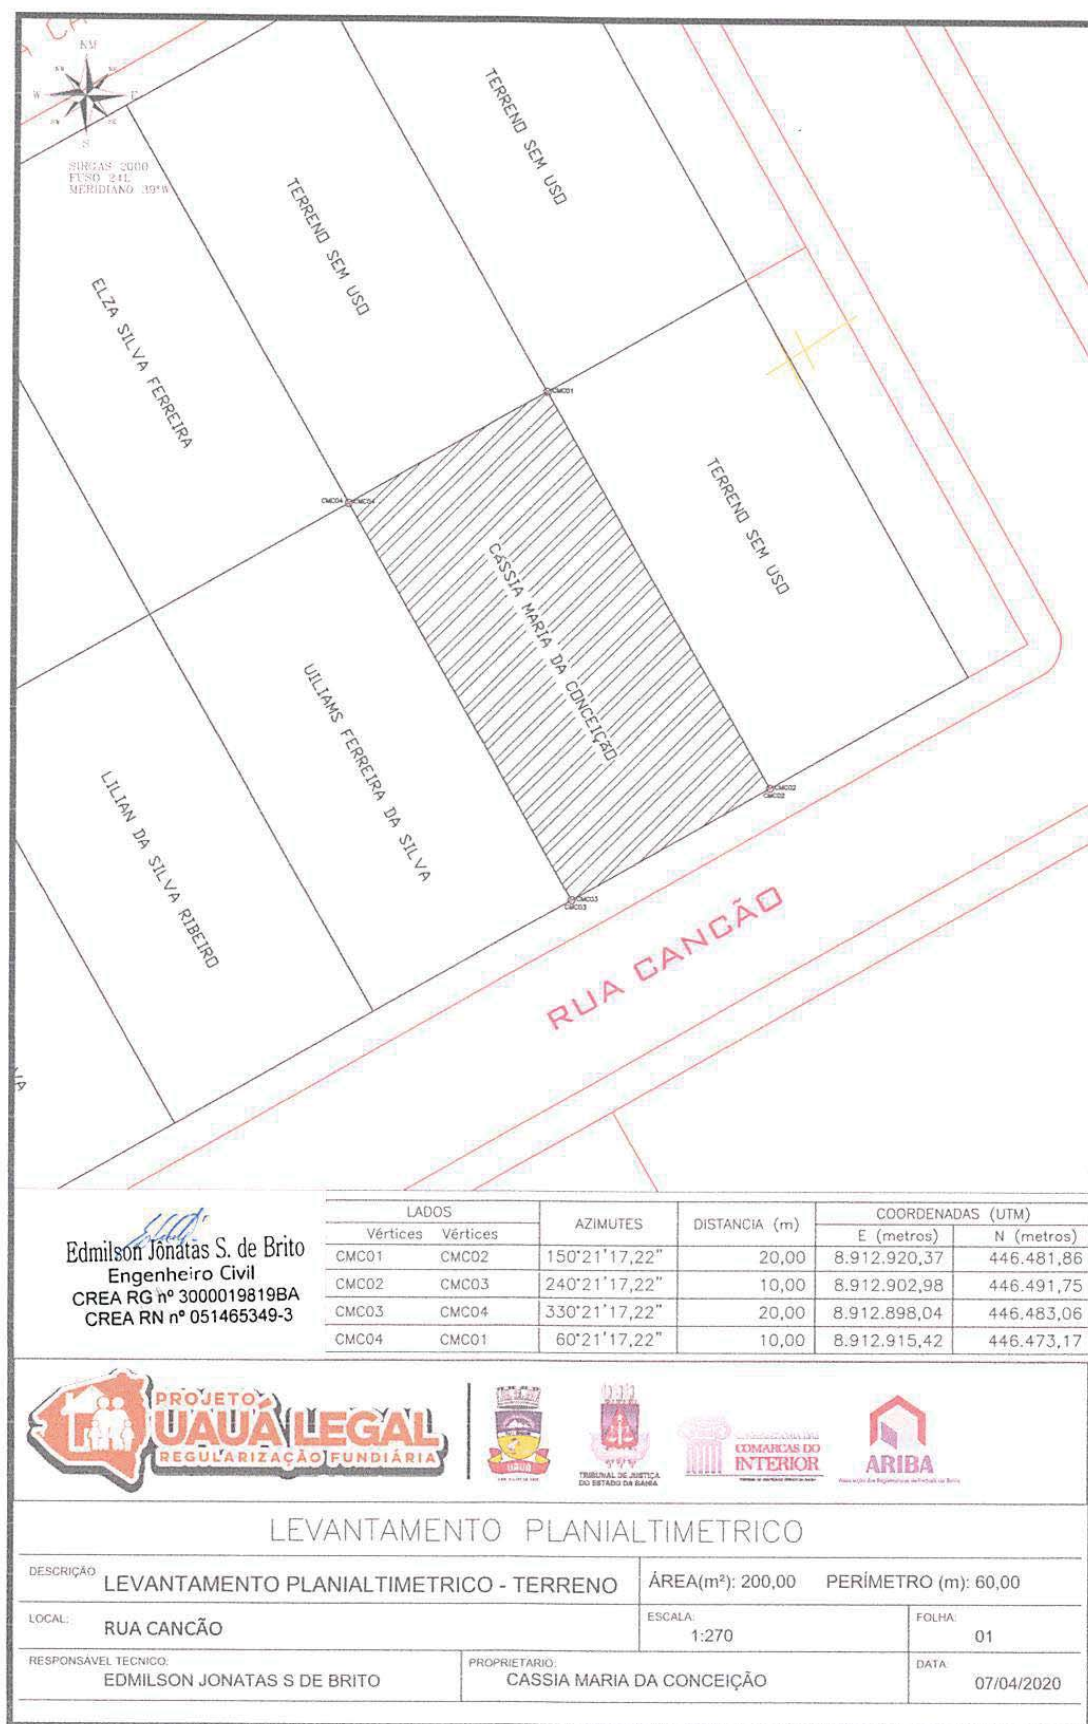 A CA
NM
W
E
S
SIRGAS 2000
FUSO 24L
MERIDIANO 39°W
TERRENO SEM USO
TERRENO SEM USO
ELZA SILVA FERREIRA
CMC01
CMC04
CMC04
TERRENO SEM USO
CASSIA MARIA DA CONCEIÇÃO
UILIAMS FERREIRA DA SILVA
LILIAN DA SILVA RIBEIRO
CMC02
CMC02
CMC03
CMC03
RUA CANCÃO
VA
Edmilson Jônatas S. de Brito
Engenheiro Civil
CREA RG nº 3000019819BA
CREA RN nº 051465349-3
LADOS AZIMUTES DISTANCIA (m) COORDENADAS (UTM)
Vértices Vértices E (metros) N (metros)
CMC01 CMC02 150°21'17,22" 20,00 8.912.920,37 446.481,86
CMC02 CMC03 240°21'17,22" 10,00 8.912.902,98 446.491,75
CMC03 CMC04 330°21'17,22" 20,00 8.912.898,04 446.483,06
CMC04 CMC01 60°21'17,22" 10,00 8.912.915,42 446.473,17
PROJETO
UAUÁ LEGAL
REGULARIZAÇÃO FUNDIÁRIA
UAUÁ
TRIBUNAL DE JUSTIÇA
DO ESTADO DA BAHIA
COMARCAS DO
INTERIOR
ARIBA
LEVANTAMENTO PLANIALTIMETRICO
DESCRIÇÃO LEVANTAMENTO PLANIALTIMETRICO - TERRENO
ÁREA(m²): 200,00 PERÍMETRO (m): 60,00
LOCAL: RUA CANCÃO
ESCALA: 1:270
FOLHA: 01
RESPONSÁVEL TECNICO: EDMILSON JONATAS S DE BRITO
PROPRIETARIO: CASSIA MARIA DA CONCEIÇÃO
DATA: 07/04/2020